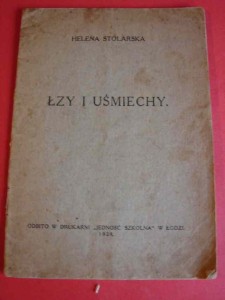 HELENA STOLARSKA
ŁZY I UŚMIECHY.
ODBITO W DRUKARNI „JEDNOŚĆ SZKOLNA" W ŁODZI.